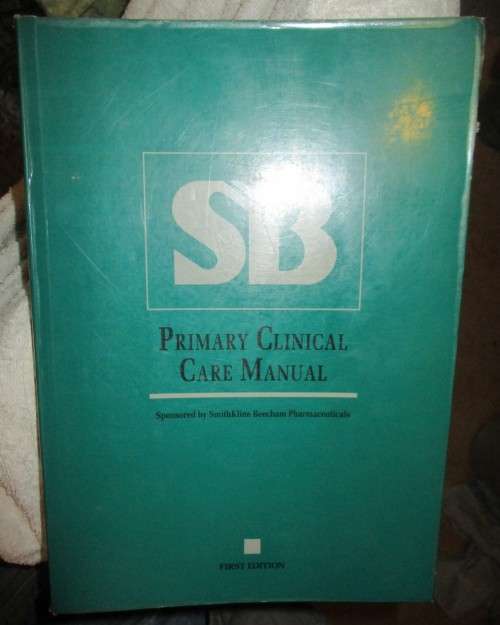 SB
PRIMARY CLINICAL
CARE MANUAL
Sponsored by SmithKline Beecham Pharmaceuticals
FIRST EDITION